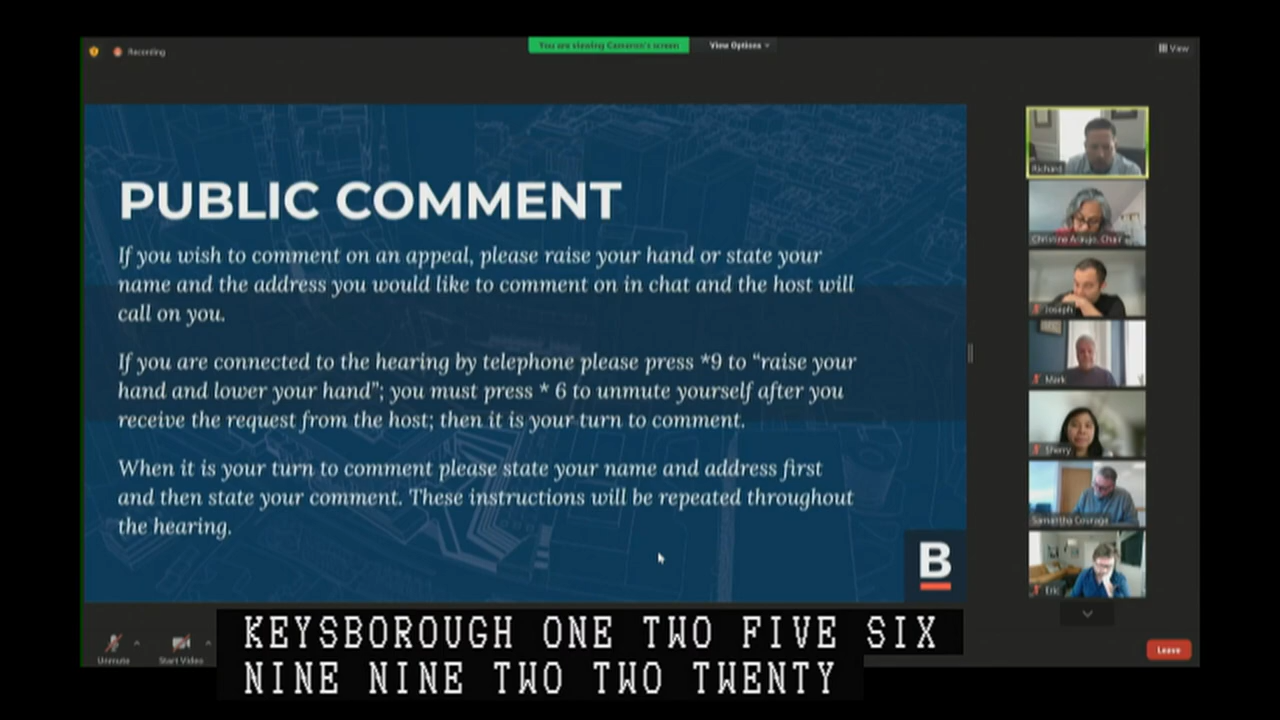 Recording
You are viewing Cameron's screen
View Options
View
PUBLIC COMMENT
If you wish to comment on an appeal, please raise your hand or state your
name and the address you would like to comment on in chat and the host will
call on you.
If you are connected to the hearing by telephone please press *9 to “raise your
hand and lower your hand”; you must press * 6 to unmute yourself after you
receive the request from the host; then it is your turn to comment.
When it is your turn to comment please state your name and address first
and then state your comment. These instructions will be repeated throughout
the hearing.
B
Richard
Christine Araujo, Chair
Joseph
Mark
Sherry
Samantha Courage
Eric
Unmute
Start Video
Leave
KEYSBOROUGH ONE TWO FIVE SIX
NINE NINE TWO TWO TWENTY